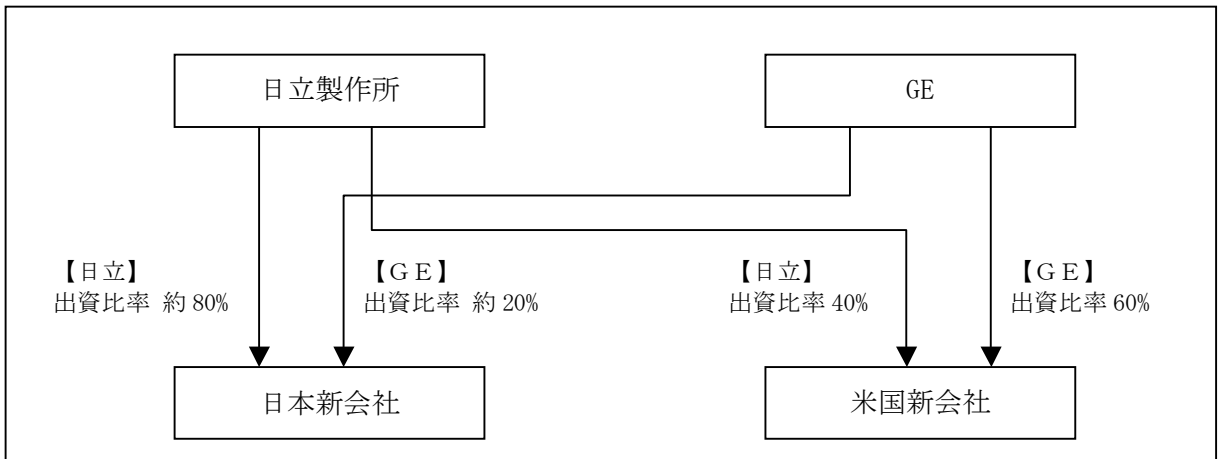 日立製作所
GE
【日立】
出資比率 約80%
【ＧＥ】
出資比率 約20%
【日立】
出資比率 40%
【ＧＥ】
出資比率 60%
日本新会社
米国新会社